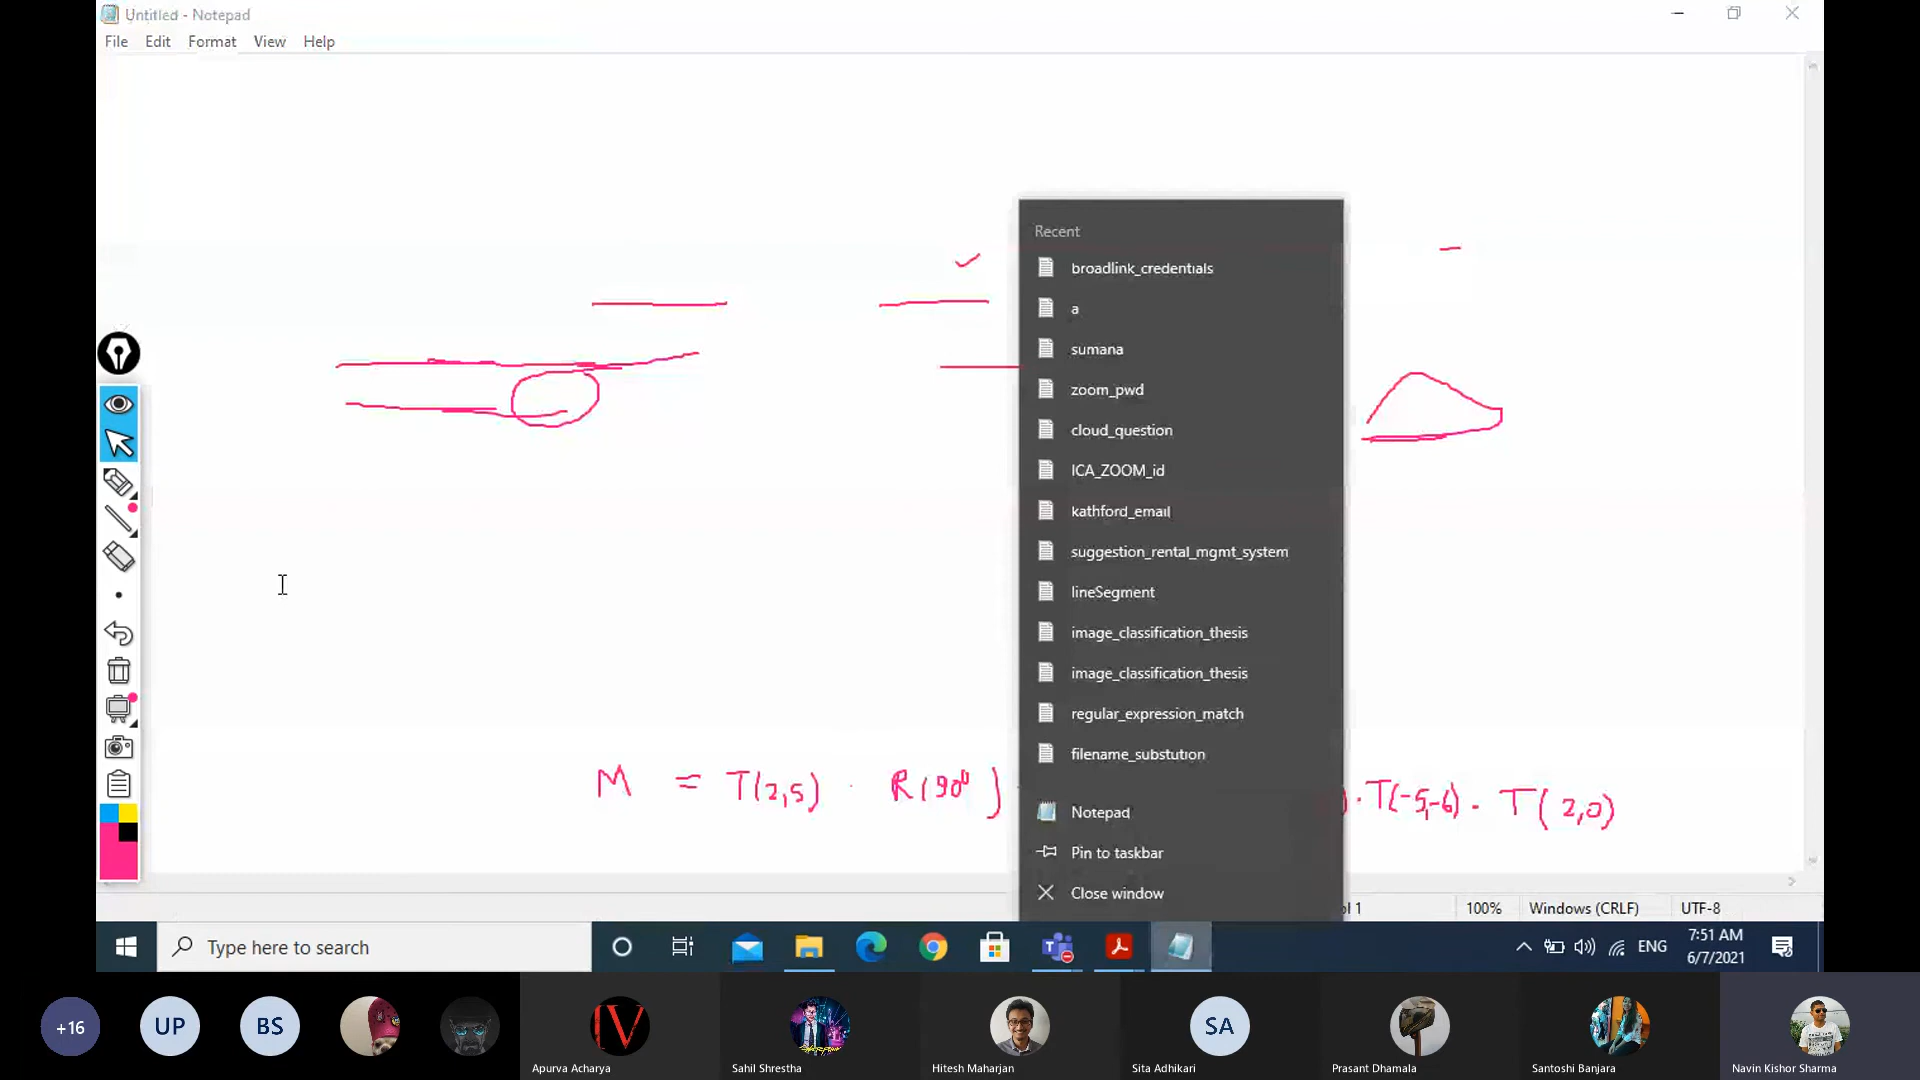 Untitled - Notepad
File Edit Format View Help
Recent
broadlink_credentials
a
sumana
zoom_pwd
cloud_question
ICA_ZOOM_id
kathford_email
suggestion_rental_mgmt_system
lineSegment
image_classification_thesis
image_classification_thesis
regular_expression_match
filename_substution
M = T(2,5) . R(90°) ) . T(-5,-6) . T(2,0)
Notepad
Pin to taskbar
Close window
ol 1 100% Windows (CRLF) UTF-8
Type here to search
ENG
7:51 AM
6/7/2021
+16 UP BS SA
Apurva Acharya Sahil Shrestha Hitesh Maharjan Sita Adhikari Prasant Dhamala Santoshi Banjara Navin Kishor Sharma